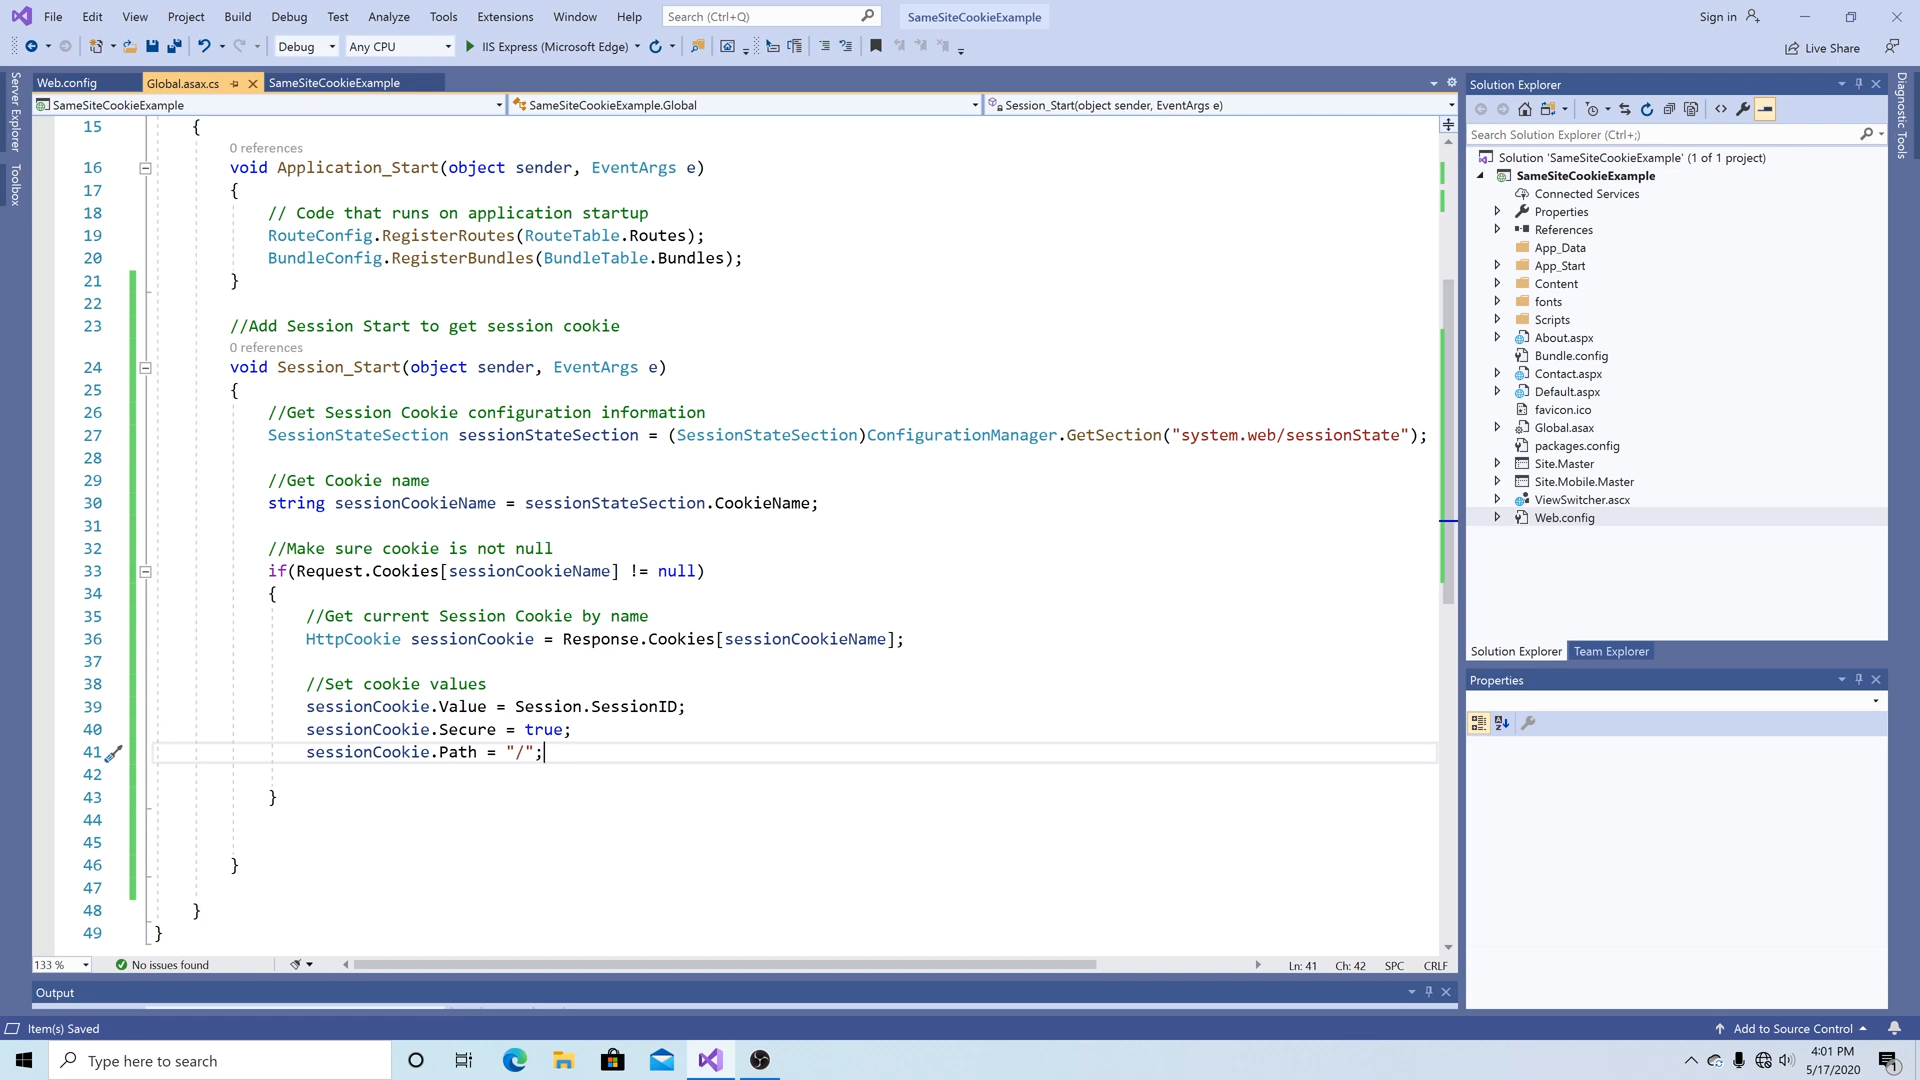 File Edit View Project Build Debug Test Analyze Tools Extensions Window Help Search (Ctrl+Q) SameSiteCookieExample Sign in
Debug Any CPU IIS Express (Microsoft Edge) Live Share
Server Explorer
Toolbox
Web.config Global.asax.cs SameSiteCookieExample
SameSiteCookieExample SameSiteCookieExample.Global Session_Start(object sender, EventArgs e)
15 {
0 references
16 void Application_Start(object sender, EventArgs e)
17 {
18 // Code that runs on application startup
19 RouteConfig.RegisterRoutes(RouteTable.Routes);
20 BundleConfig.RegisterBundles(BundleTable.Bundles);
21 }
22
23 //Add Session Start to get session cookie
0 references
24 void Session_Start(object sender, EventArgs e)
25 {
26 //Get Session Cookie configuration information
27 SessionStateSection sessionStateSection = (SessionStateSection)ConfigurationManager.GetSection("system.web/sessionState");
28
29 //Get Cookie name
30 string sessionCookieName = sessionStateSection.CookieName;
31
32 //Make sure cookie is not null
33 if(Request.Cookies[sessionCookieName] != null)
34 {
35 //Get current Session Cookie by name
36 HttpCookie sessionCookie = Response.Cookies[sessionCookieName];
37
38 //Set cookie values
39 sessionCookie.Value = Session.SessionID;
40 sessionCookie.Secure = true;
41 sessionCookie.Path = "/";
42
43 }
44
45
46 }
47
48 }
49 }
133 % No issues found Ln: 41 Ch: 42 SPC CRLF
Output
Solution Explorer
Search Solution Explorer (Ctrl+;)
Solution 'SameSiteCookieExample' (1 of 1 project)
SameSiteCookieExample
Connected Services
Properties
References
App_Data
App_Start
Content
fonts
Scripts
About.aspx
Bundle.config
Contact.aspx
Default.aspx
favicon.ico
Global.asax
packages.config
Site.Master
Site.Mobile.Master
ViewSwitcher.ascx
Web.config
Solution Explorer Team Explorer
Properties
Diagnostic Tools
Item(s) Saved Add to Source Control
Type here to search
4:01 PM
5/17/2020
1